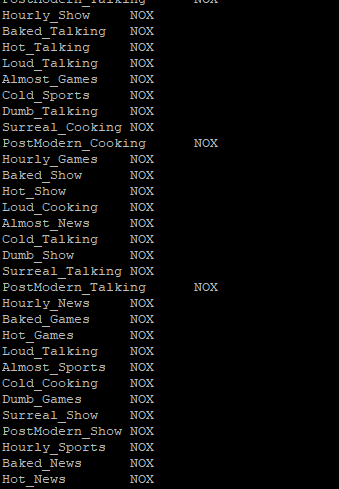 PostModern_Talking NOX
Hourly_Show NOX
Baked_Talking NOX
Hot_Talking NOX
Loud_Talking NOX
Almost_Games NOX
Cold_Sports NOX
Dumb_Talking NOX
Surreal_Cooking NOX
PostModern_Cooking NOX
Hourly_Games NOX
Baked_Show NOX
Hot_Show NOX
Loud_Cooking NOX
Almost_News NOX
Cold_Talking NOX
Dumb_Show NOX
Surreal_Talking NOX
PostModern_Talking NOX
Hourly_News NOX
Baked_Games NOX
Hot_Games NOX
Loud_Talking NOX
Almost_Sports NOX
Cold_Cooking NOX
Dumb_Games NOX
Surreal_Show NOX
PostModern_Show NOX
Hourly_Sports NOX
Baked_News NOX
Hot_News NOX